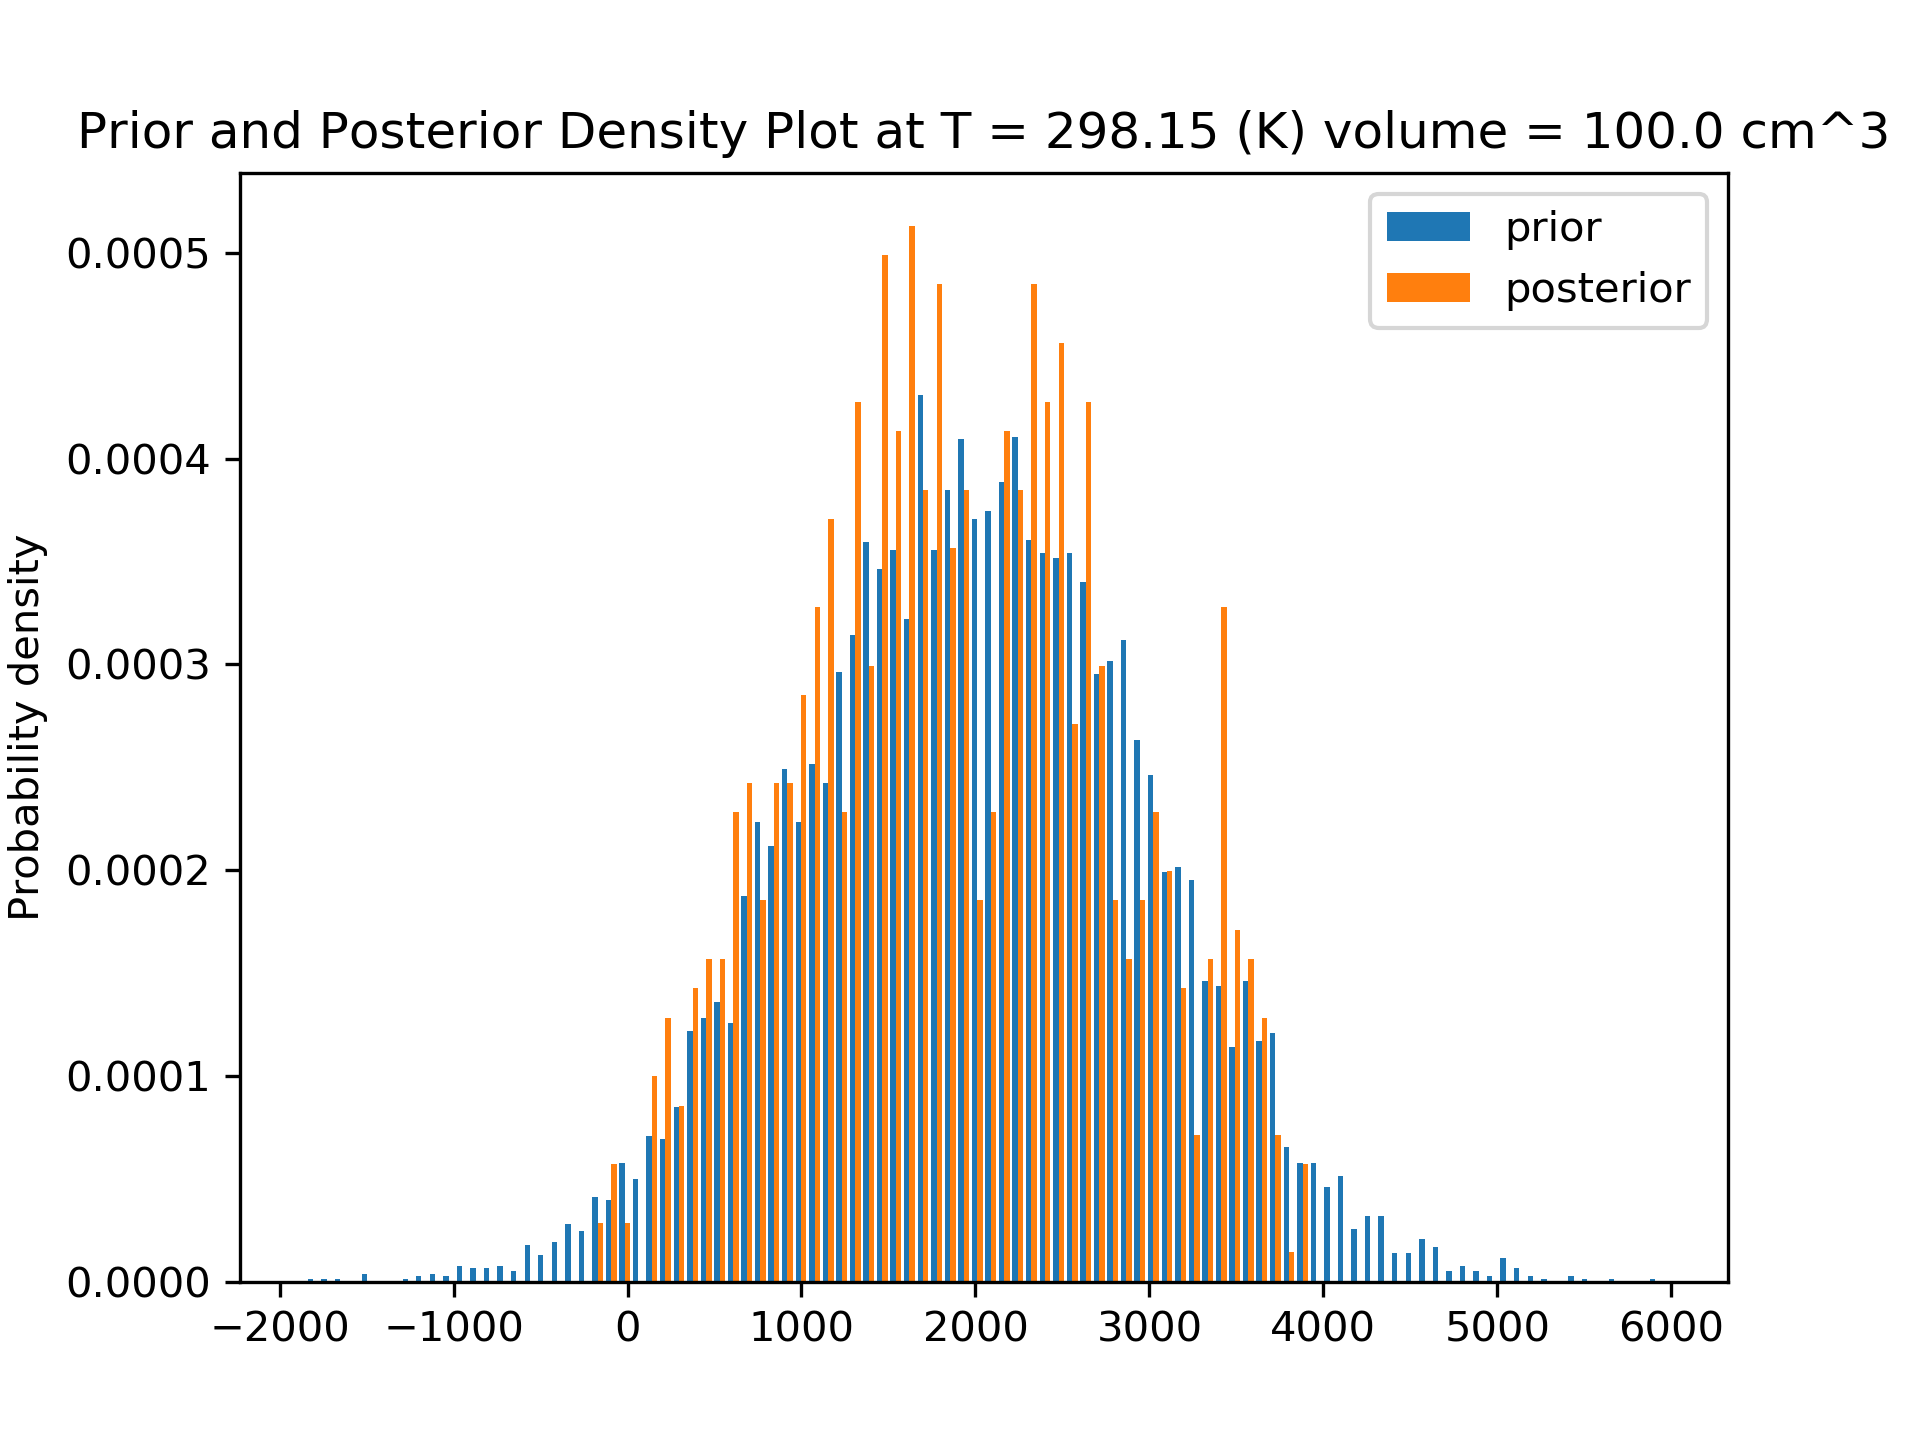 Prior and Posterior Density Plot at T = 298.15 (K) volume = 100.0 cm^3
prior
posterior
Probability density
0.0005
0.0004
0.0003
0.0002
0.0001
0.0000
−2000 −1000 0 1000 2000 3000 4000 5000 6000